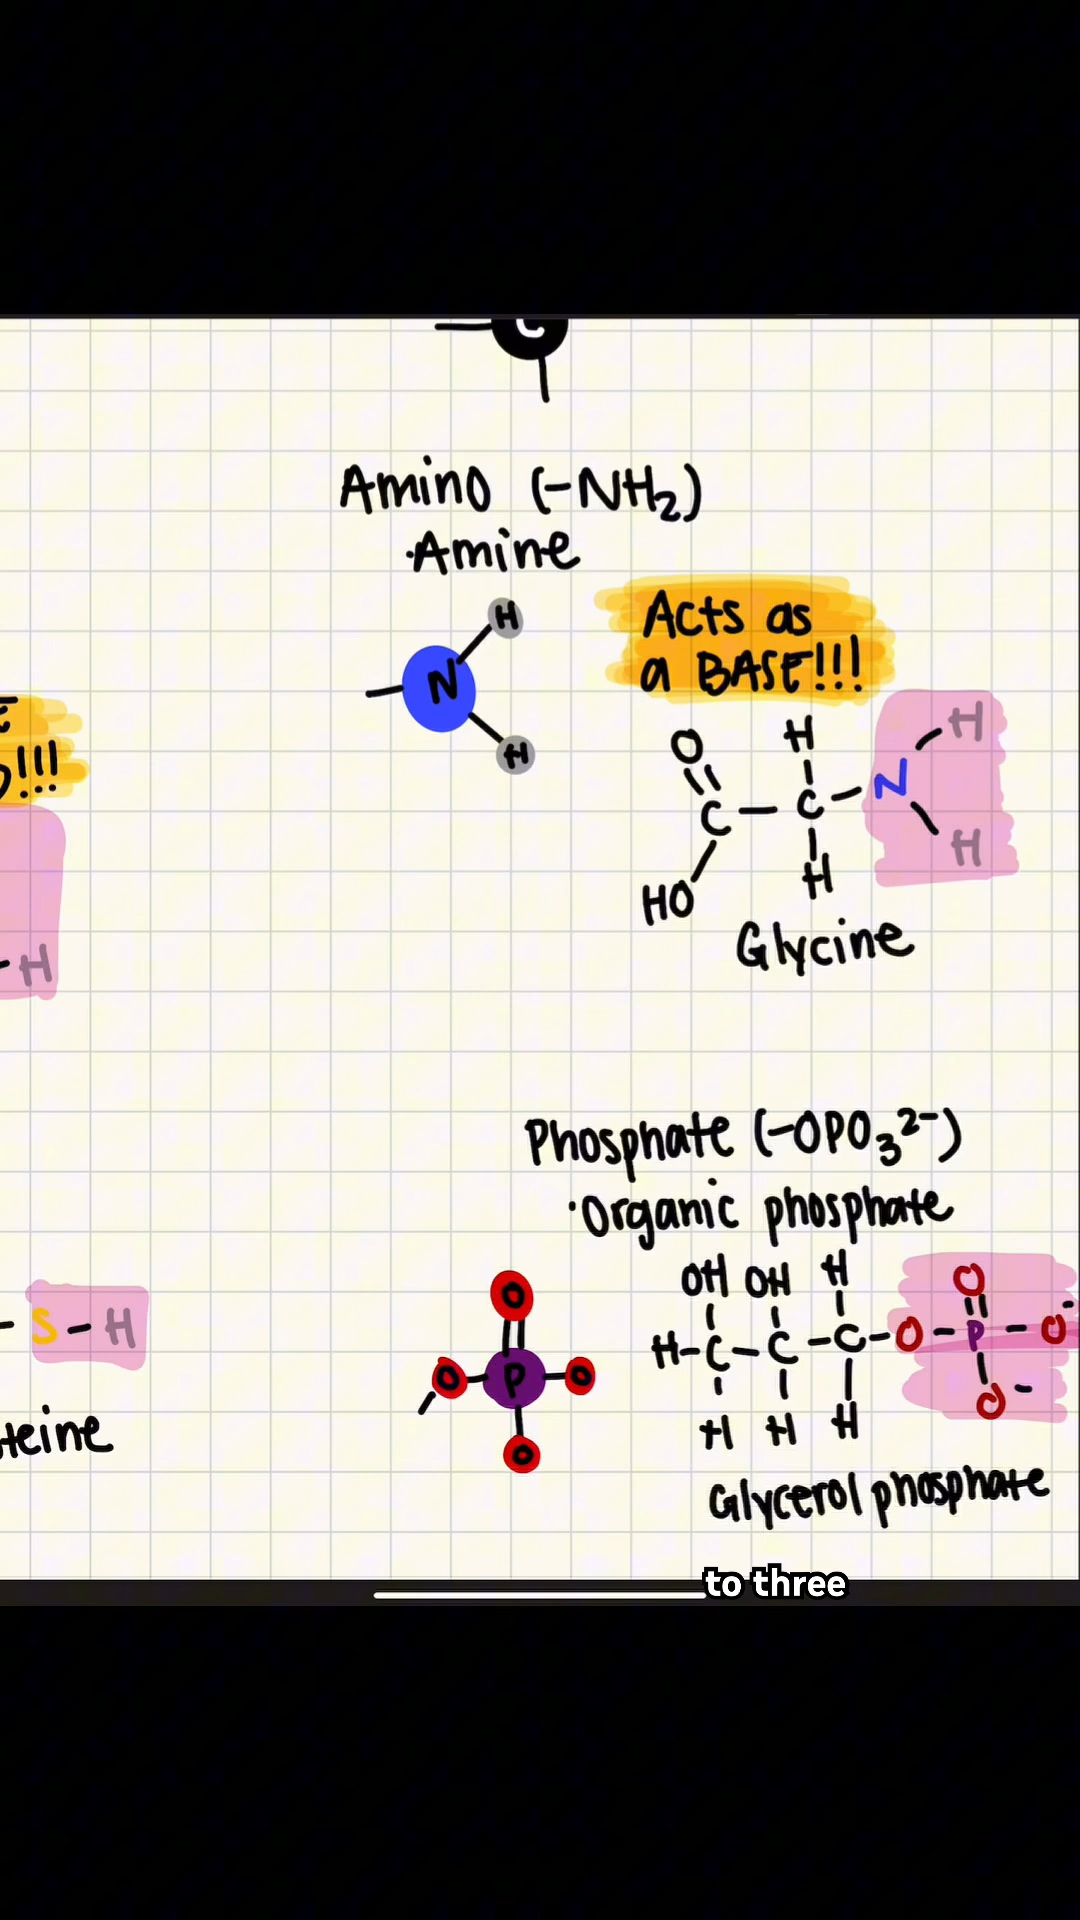 C
Amino (-NH₂)
·Amine
H
N
H
Acts as
a BASE!!!
!!!
O
H
H
C
C
N
H
H
HO
Glycine
H
Phosphate (-OPO₃²⁻)
·Organic phosphate
OH OH H
O
O
H-C-C-C-O-P-O⁻
O P O
O⁻
H H H
O
S-H
teine
Glycerol phosphate
to three